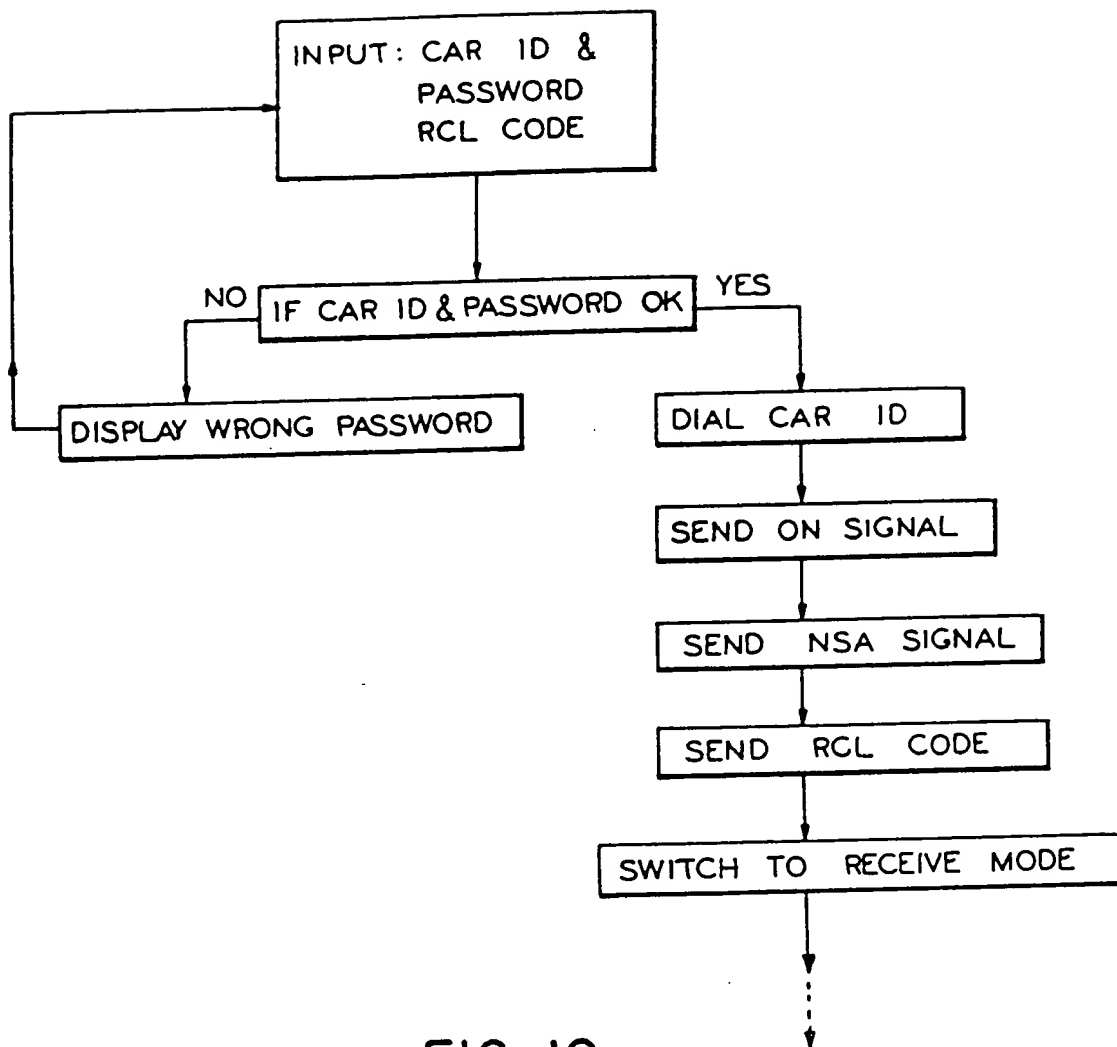 INPUT: CAR ID &
PASSWORD
RCL CODE
NO
IF CAR ID & PASSWORD OK
YES
DISPLAY WRONG PASSWORD
DIAL CAR ID
SEND ON SIGNAL
SEND NSA SIGNAL
SEND RCL CODE
SWITCH TO RECEIVE MODE